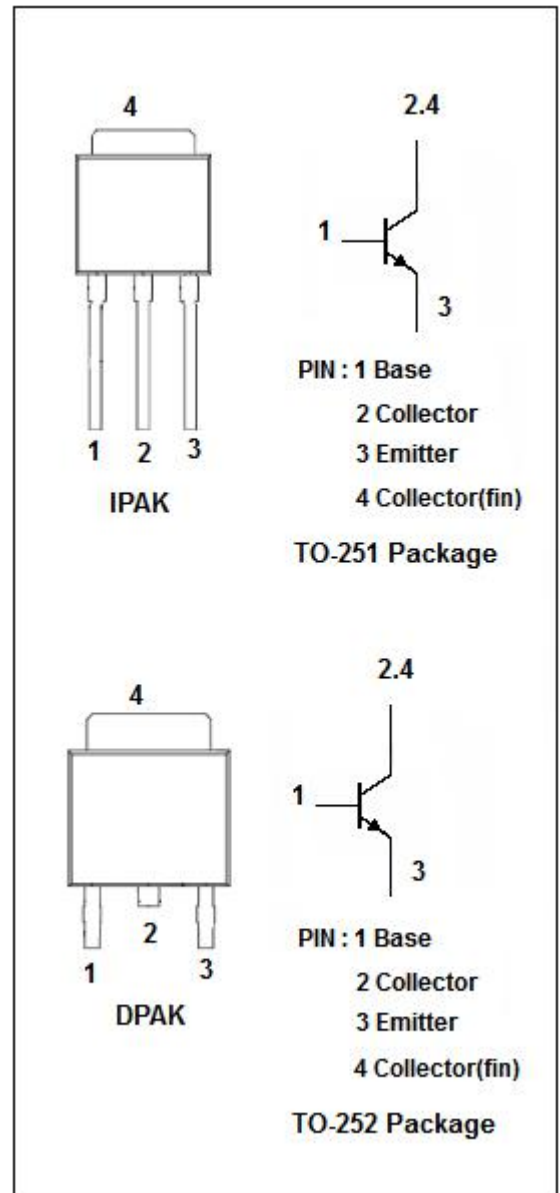 4
2.4
1
3
PIN : 1 Base
2 Collector
3 Emitter
4 Collector(fin)
1 2 3
IPAK
TO-251 Package
4
2.4
1
3
PIN : 1 Base
2 Collector
3 Emitter
4 Collector(fin)
1 2 3
DPAK
TO-252 Package